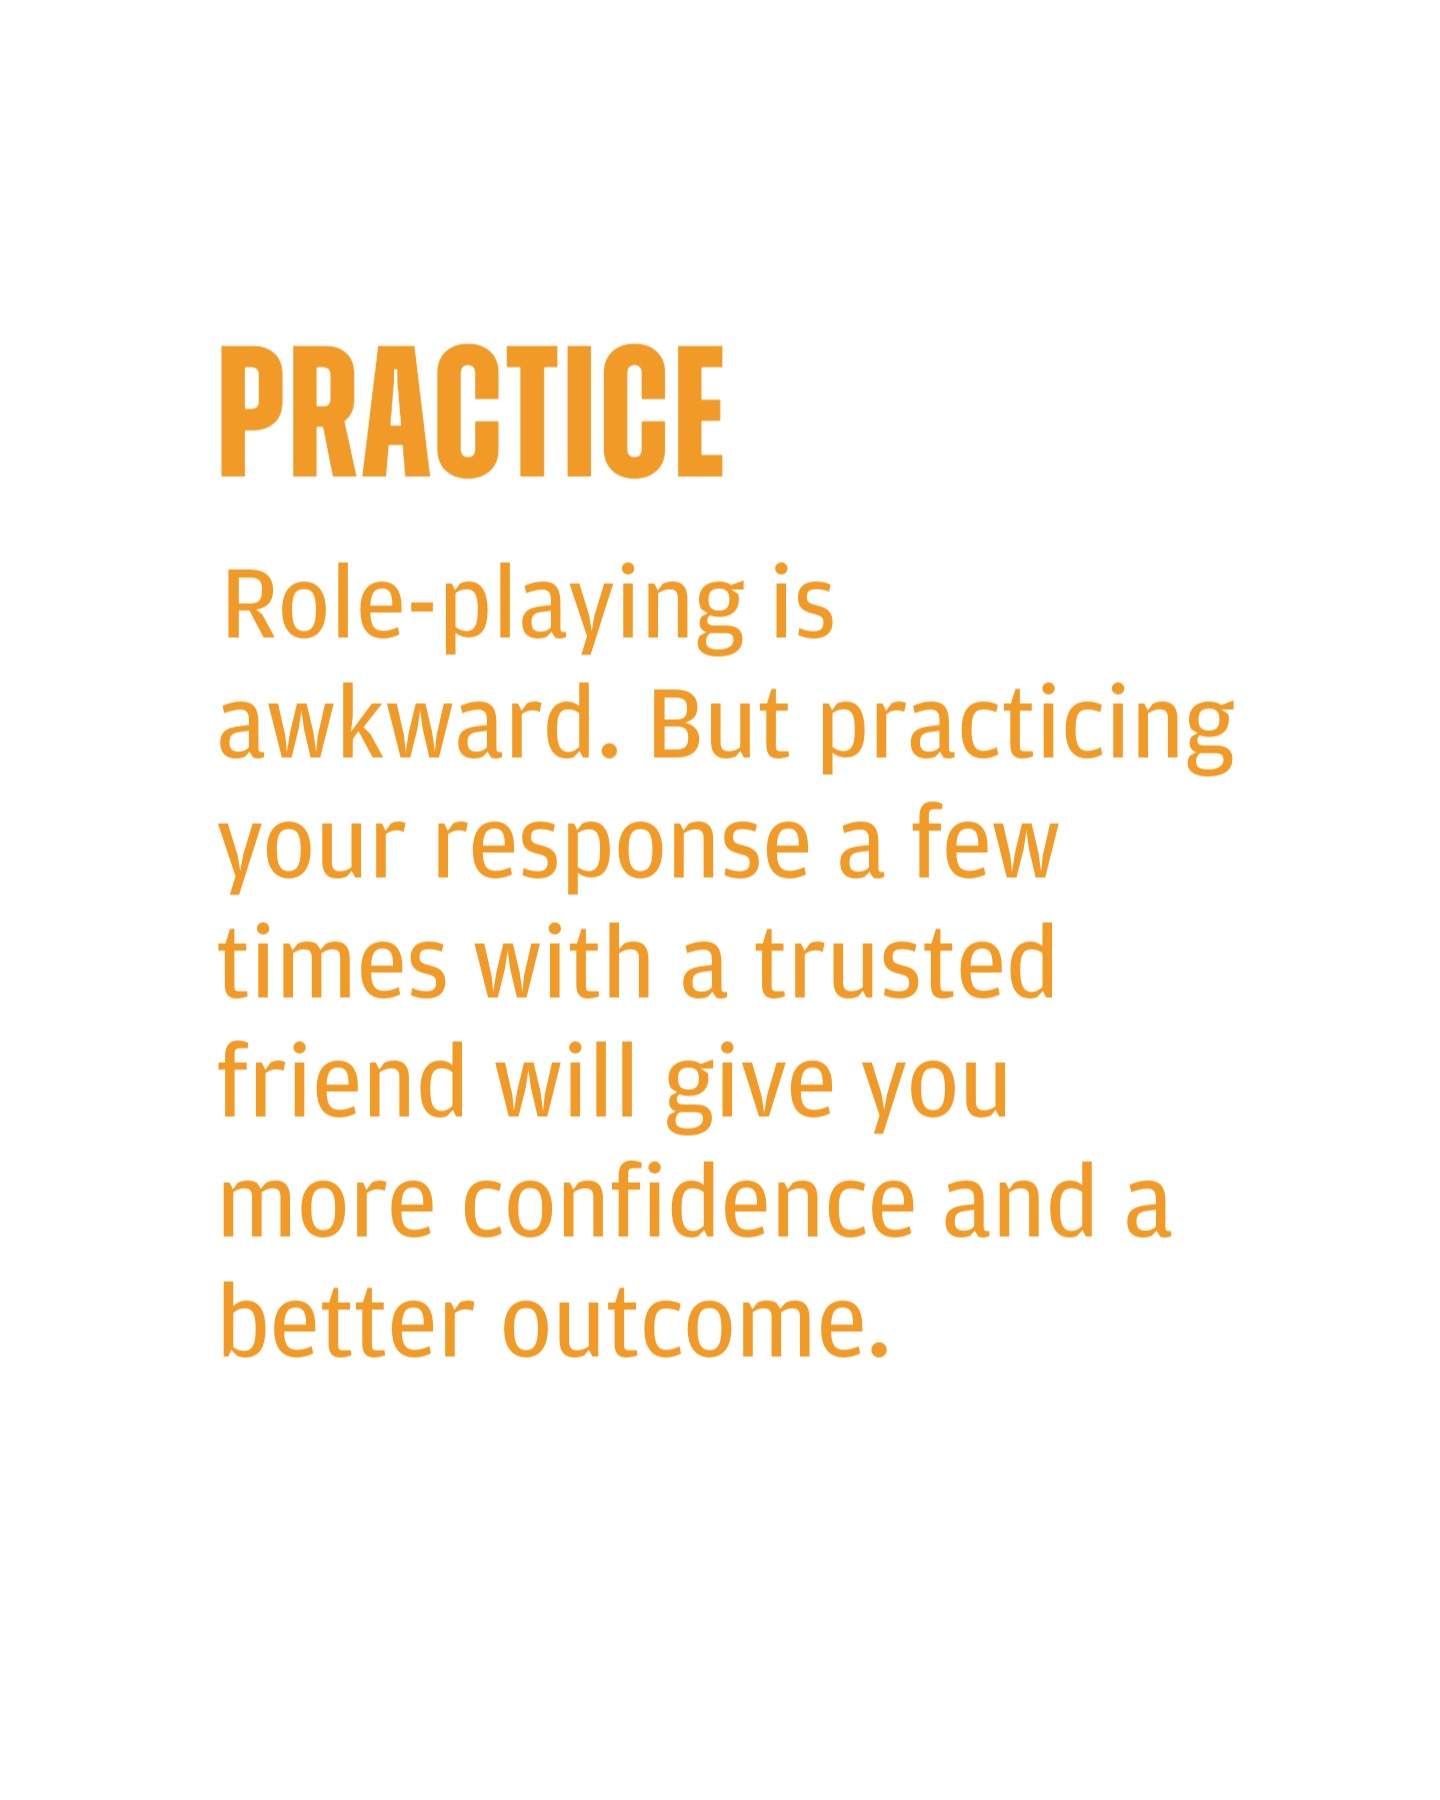 PRACTICE
Role-playing is
awkward. But practicing
your response a few
times with a trusted
friend will give you
more confidence and a
better outcome.